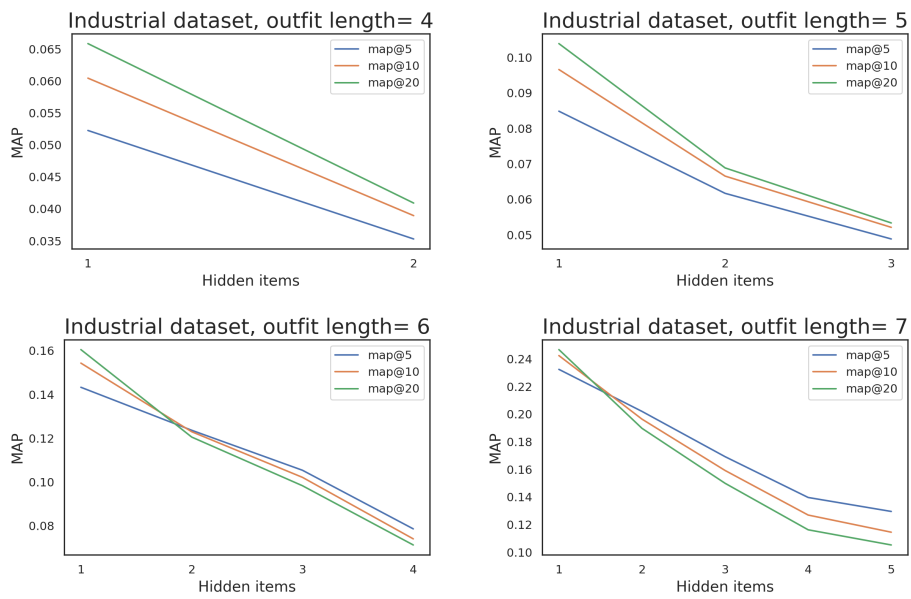 Industrial dataset, outfit length= 4
MAP
0.065
0.060
0.055
0.050
0.045
0.040
0.035
map@5
map@10
map@20
1
2
Hidden items
Industrial dataset, outfit length= 5
MAP
0.10
0.09
0.08
0.07
0.06
0.05
map@5
map@10
map@20
1
2
3
Hidden items
Industrial dataset, outfit length= 6
MAP
0.16
0.14
0.12
0.10
0.08
map@5
map@10
map@20
1
2
3
4
Hidden items
Industrial dataset, outfit length= 7
MAP
0.24
0.22
0.20
0.18
0.16
0.14
0.12
0.10
map@5
map@10
map@20
1
2
3
4
5
Hidden items